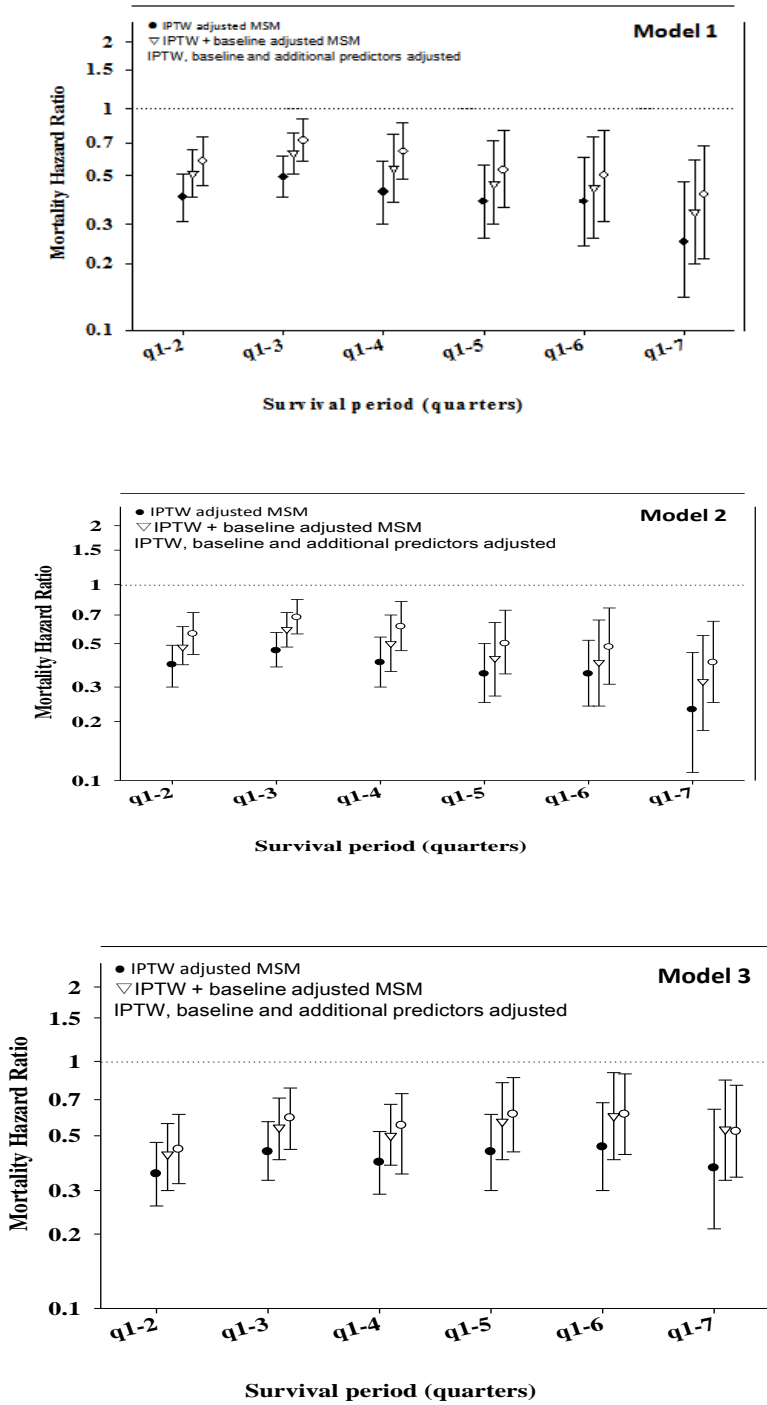 ● IPTW adjusted MSM
Model 1
▽ IPTW + baseline adjusted MSM
IPTW, baseline and additional predictors adjusted
Mortality Hazard Ratio
2
1.5
1
0.7
0.5
0.3
0.2
0.1
q1-2 q1-3 q1-4 q1-5 q1-6 q1-7
Survival period (quarters)
● IPTW adjusted MSM
Model 2
▽ IPTW + baseline adjusted MSM
IPTW, baseline and additional predictors adjusted
Mortality Hazard Ratio
2
1.5
1
0.7
0.5
0.3
0.2
0.1
q1-2 q1-3 q1-4 q1-5 q1-6 q1-7
Survival period (quarters)
● IPTW adjusted MSM
Model 3
▽ IPTW + baseline adjusted MSM
IPTW, baseline and additional predictors adjusted
Mortality Hazard Ratio
2
1.5
1
0.7
0.5
0.3
0.2
0.1
q1-2 q1-3 q1-4 q1-5 q1-6 q1-7
Survival period (quarters)